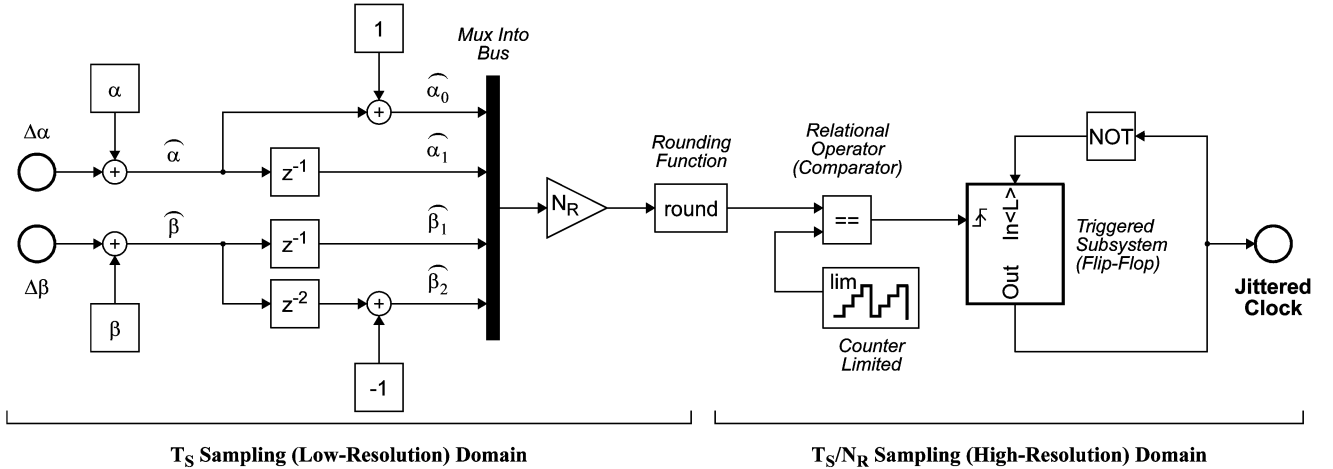 1
Mux Into
Bus
α
α̂₀
Δα
α̂
z⁻¹
α̂₁
Rounding
Function
Relational
Operator
(Comparator)
NOT
N_R
round
==
In<L>
Out
Triggered
Subsystem
(Flip-Flop)
β̂
z⁻¹
β̂₁
Δβ
β
z⁻²
β̂₂
-1
lim
Counter
Limited
Jittered
Clock
T_S Sampling (Low-Resolution) Domain
T_S/N_R Sampling (High-Resolution) Domain